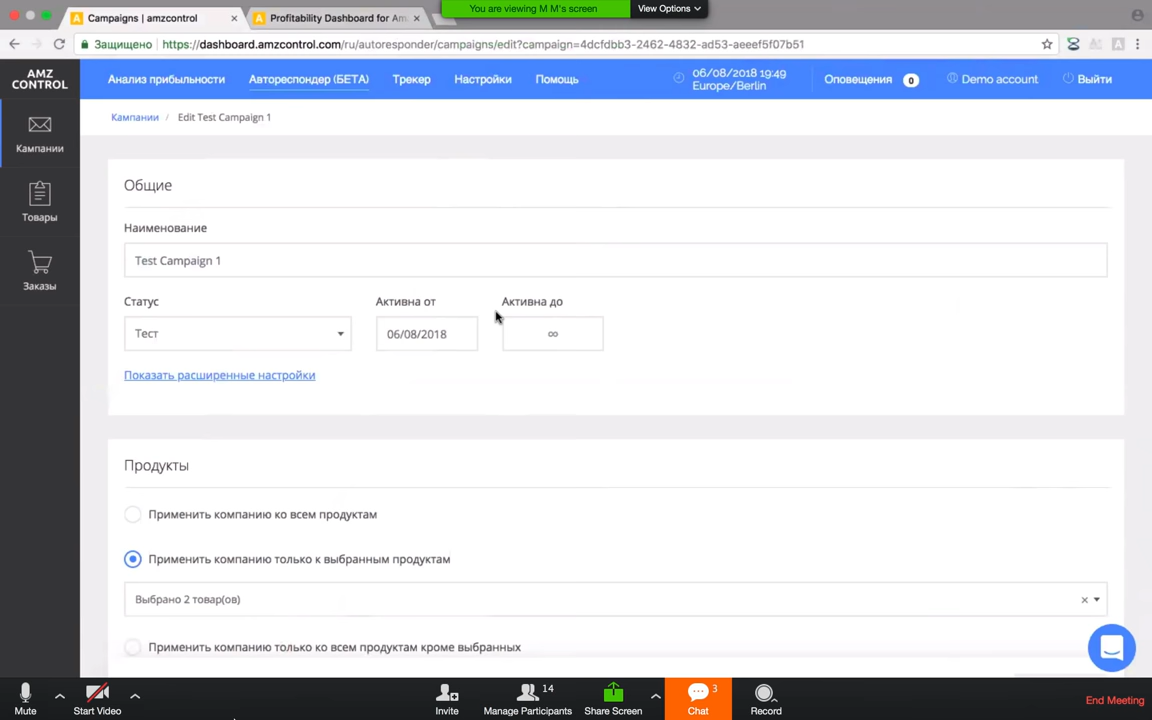 Campaigns | amzcontrol
Profitability Dashboard for Am
You are viewing M M's screen
View Options
Защищено
https://dashboard.amzcontrol.com/ru/autoresponder/campaigns/edit?campaign=4dcfdbb3-2462-4832-ad53-aeeef5f07b51
AMZ
CONTROL
Анализ прибыльности
Автореспондер (БЕТА)
Трекер
Настройки
Помощь
06/08/2018 19:49
Europe/Berlin
Оповещения 0
Demo account
Выйти
Кампании / Edit Test Campaign 1
Кампании
Товары
Заказы
Общие
Наименование
Test Campaign 1
Статус
Активна от
Активна до
Тест
06/08/2018
∞
Показать расширенные настройки
Продукты
Применить компанию ко всем продуктам
Применить компанию только к выбранным продуктам
Выбрано 2 товар(ов)
Применить компанию только ко всем продуктам кроме выбранных
Mute
Start Video
Invite
14
Manage Participants
Share Screen
3
Chat
Record
End Meeting